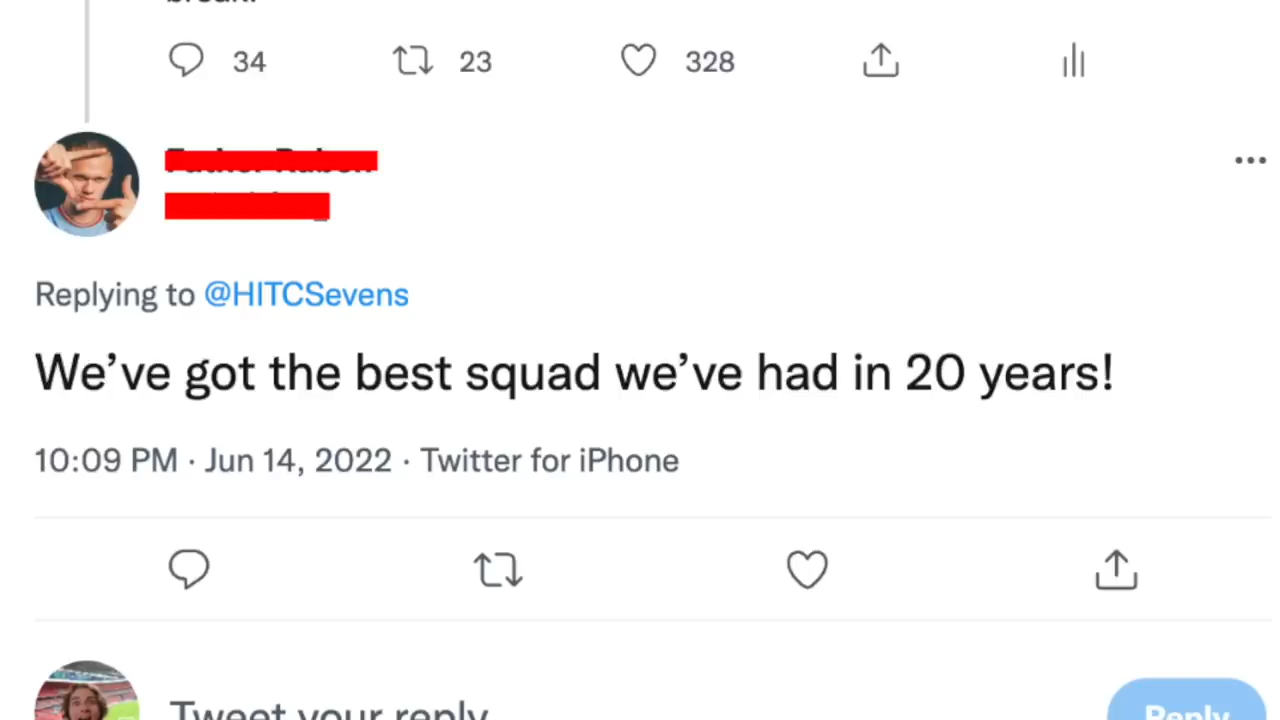 break.
34 23 328
Replying to @HITCSevens
We've got the best squad we've had in 20 years!
10:09 PM · Jun 14, 2022 · Twitter for iPhone
Tweet your reply
Reply